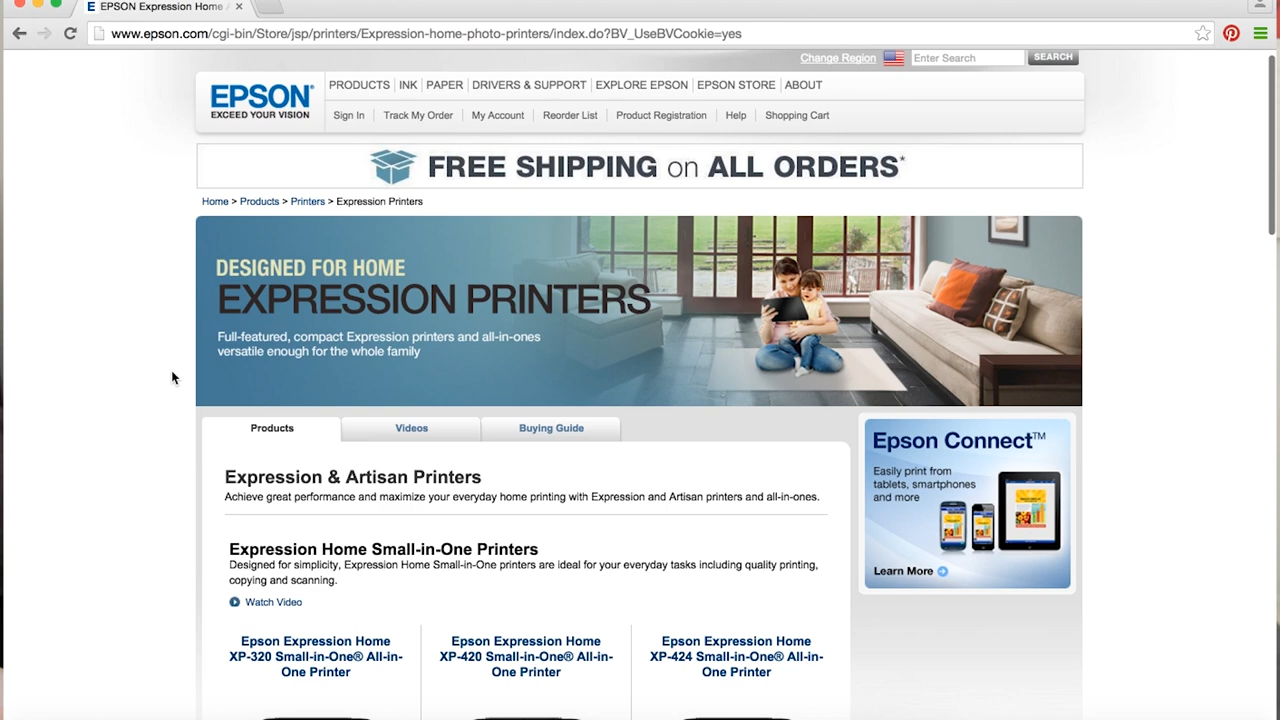 EPSON Expression Home /
www.epson.com/cgi-bin/Store/jsp/printers/Expression-home-photo-printers/index.do?BV_UseBVCookie=yes
Change Region
Enter Search
SEARCH
EPSON®
EXCEED YOUR VISION
PRODUCTS INK PAPER DRIVERS & SUPPORT EXPLORE EPSON EPSON STORE ABOUT
Sign In Track My Order My Account Reorder List Product Registration Help Shopping Cart
FREE SHIPPING on ALL ORDERS*
Home > Products > Printers > Expression Printers
DESIGNED FOR HOME
EXPRESSION PRINTERS
Full-featured, compact Expression printers and all-in-ones
versatile enough for the whole family
Products Videos Buying Guide
Expression & Artisan Printers
Achieve great performance and maximize your everyday home printing with Expression and Artisan printers and all-in-ones.
Expression Home Small-in-One Printers
Designed for simplicity, Expression Home Small-in-One printers are ideal for your everyday tasks including quality printing,
copying and scanning.
Watch Video
Epson Expression Home
XP-320 Small-in-One® All-in-
One Printer
Epson Expression Home
XP-420 Small-in-One® All-in-
One Printer
Epson Expression Home
XP-424 Small-in-One® All-in-
One Printer
Epson Connect™
Easily print from
tablets, smartphones
and more
Learn More